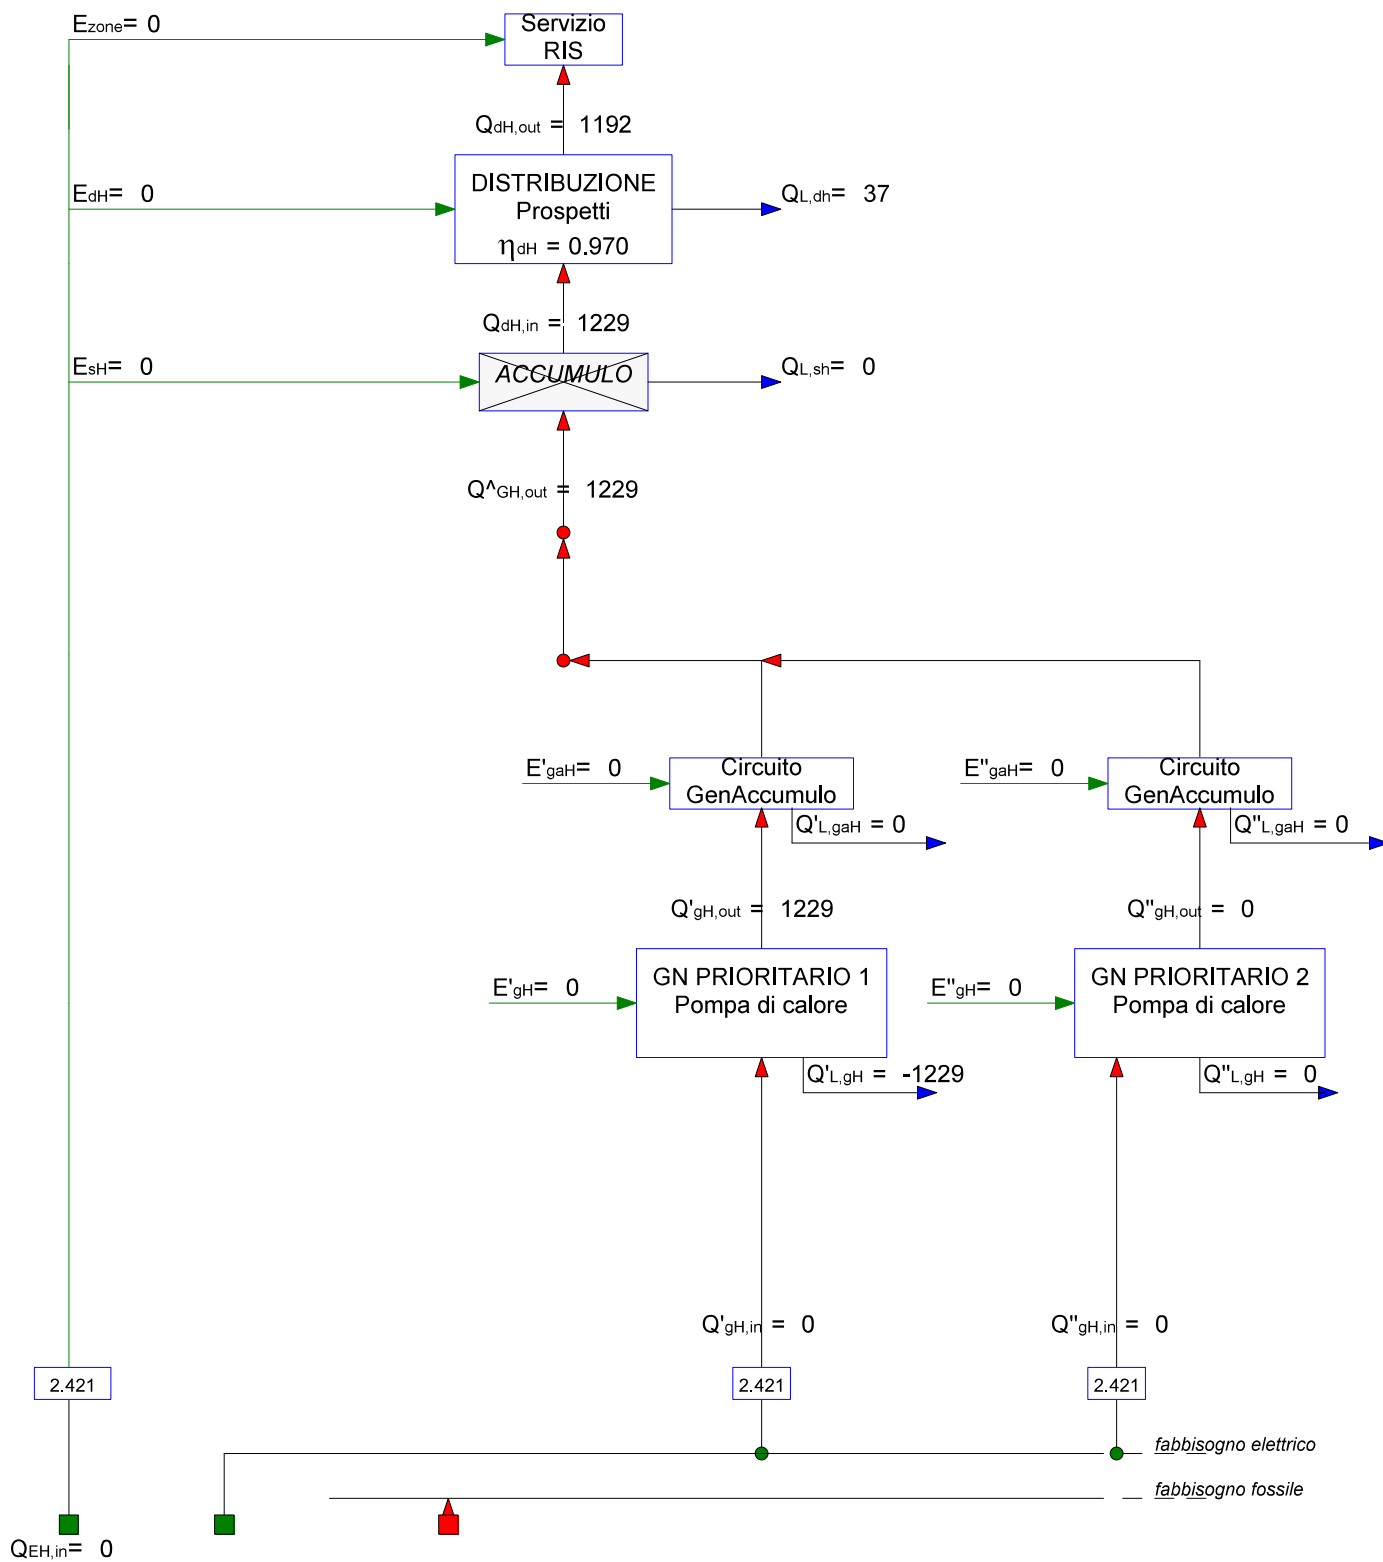 Ezone= 0
Servizio
RIS
QdH,out = 1192
EdH= 0
DISTRIBUZIONE
Prospetti
ηdH = 0.970
QL,dh= 37
QdH,in = 1229
EsH= 0
ACCUMULO
QL,sh= 0
Q^GH,out = 1229
E'gaH= 0
Circuito
GenAccumulo
E"gaH= 0
Circuito
GenAccumulo
Q'L,gaH = 0
Q"L,gaH = 0
Q'gH,out = 1229
Q"gH,out = 0
E'gH= 0
GN PRIORITARIO 1
Pompa di calore
E"gH= 0
GN PRIORITARIO 2
Pompa di calore
Q'L,gH = -1229
Q"L,gH = 0
Q'gH,in = 0
Q"gH,in = 0
2.421
2.421
2.421
fabbisogno elettrico
fabbisogno fossile
QEH,in= 0